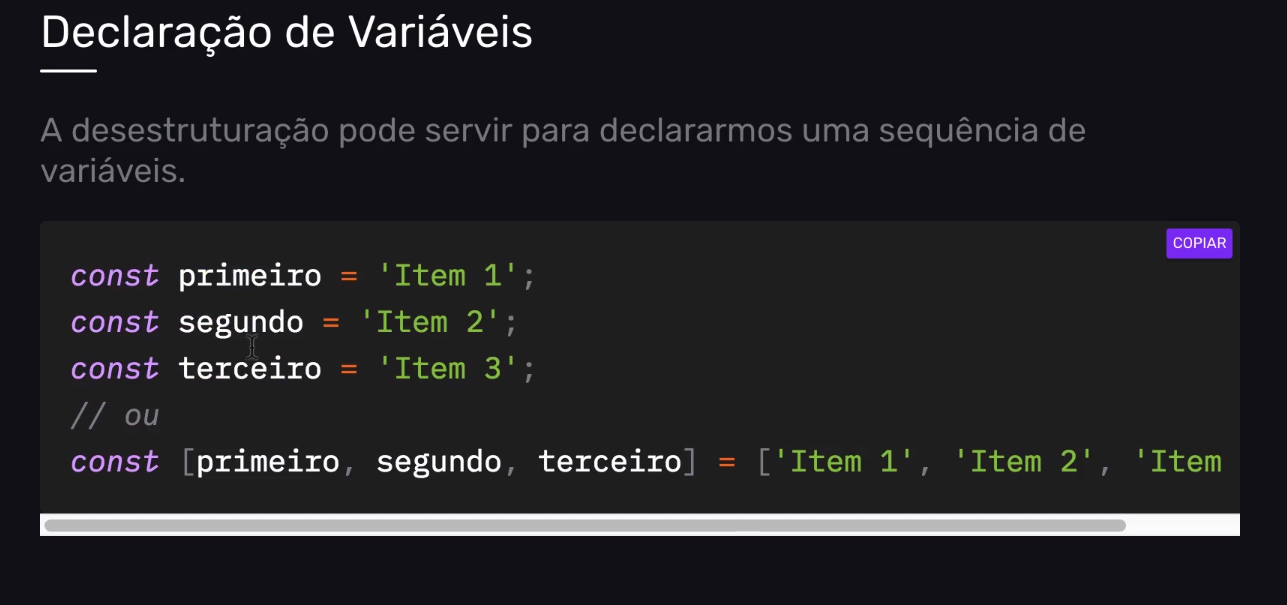 Declaração de Variáveis
A desestruturação pode servir para declararmos uma sequência de
variáveis.
COPIAR
const primeiro = 'Item 1';
const segundo = 'Item 2';
const terceiro = 'Item 3';
// ou
const [primeiro, segundo, terceiro] = ['Item 1', 'Item 2', 'Item